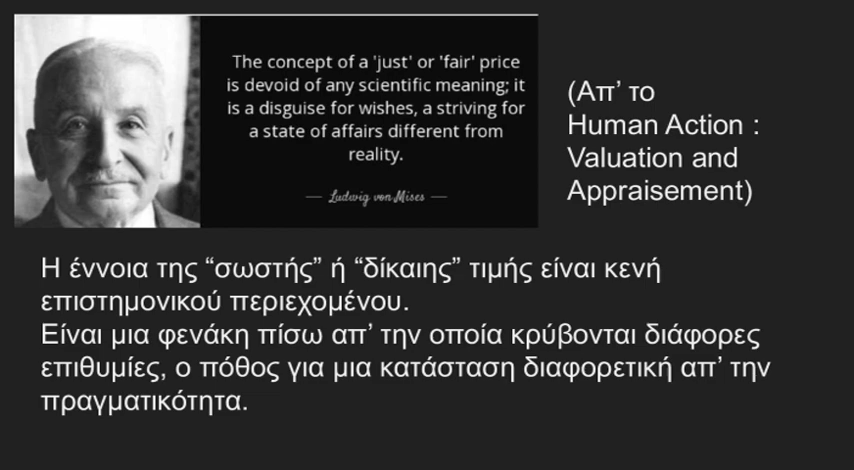 The concept of a 'just' or 'fair' price
is devoid of any scientific meaning; it
is a disguise for wishes, a striving for
a state of affairs different from
reality.
— Ludwig von Mises —
(Απ’ το
Human Action :
Valuation and
Appraisement)
Η έννοια της “σωστής” ή “δίκαιης” τιμής είναι κενή
επιστημονικού περιεχομένου.
Είναι μια φενάκη πίσω απ’ την οποία κρύβονται διάφορες
επιθυμίες, ο πόθος για μια κατάσταση διαφορετική απ’ την
πραγματικότητα.